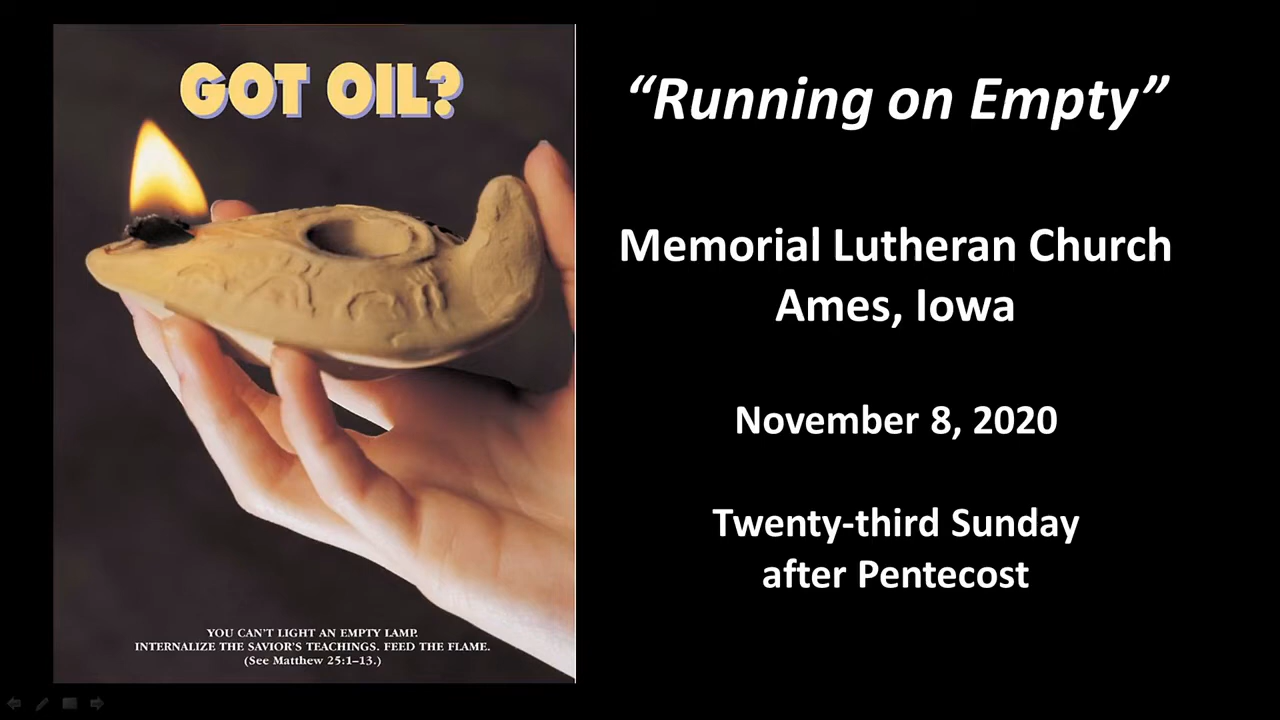 GOT OIL?
YOU CAN'T LIGHT AN EMPTY LAMP.
INTERNALIZE THE SAVIOR'S TEACHINGS. FEED THE FLAME.
(See Matthew 25:1–13.)
“Running on Empty”
Memorial Lutheran Church
Ames, Iowa
November 8, 2020
Twenty-third Sunday
after Pentecost